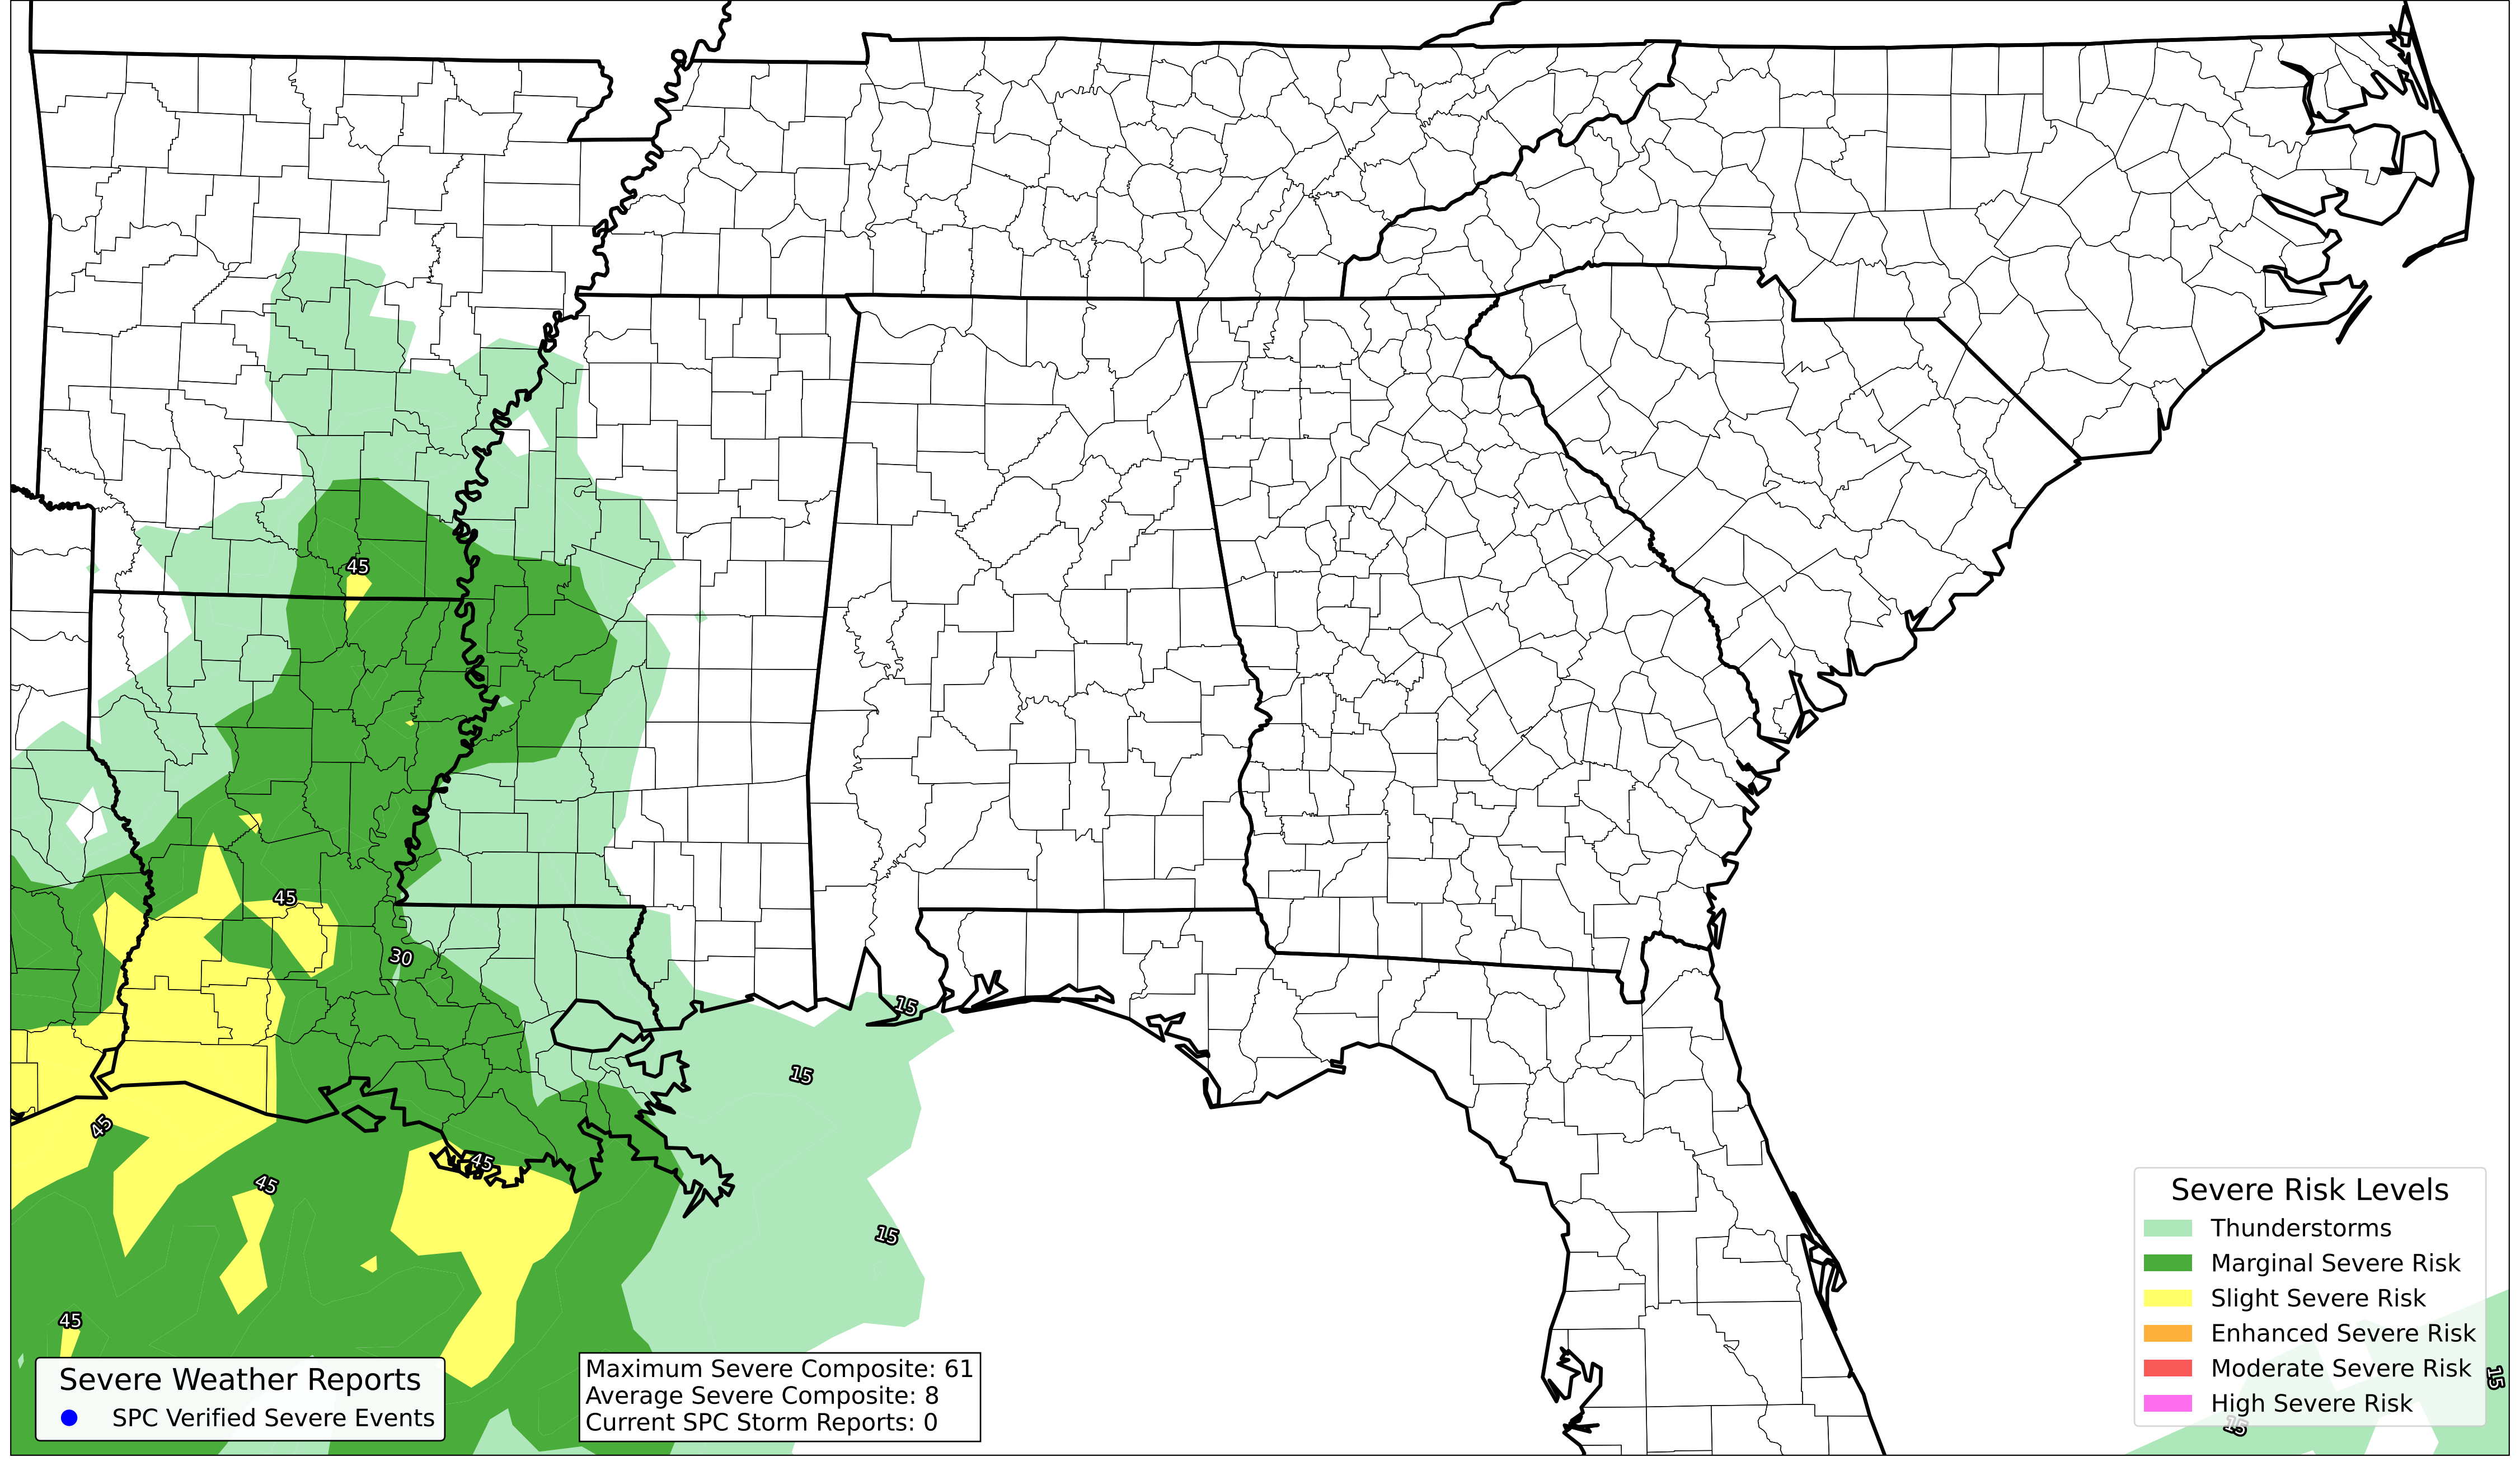 45
45
30
15
15
45
45
45
15
45
Severe Weather Reports
SPC Verified Severe Events
Maximum Severe Composite: 61
Average Severe Composite: 8
Current SPC Storm Reports: 0
Severe Risk Levels
Thunderstorms
Marginal Severe Risk
Slight Severe Risk
Enhanced Severe Risk
Moderate Severe Risk
High Severe Risk
15
15